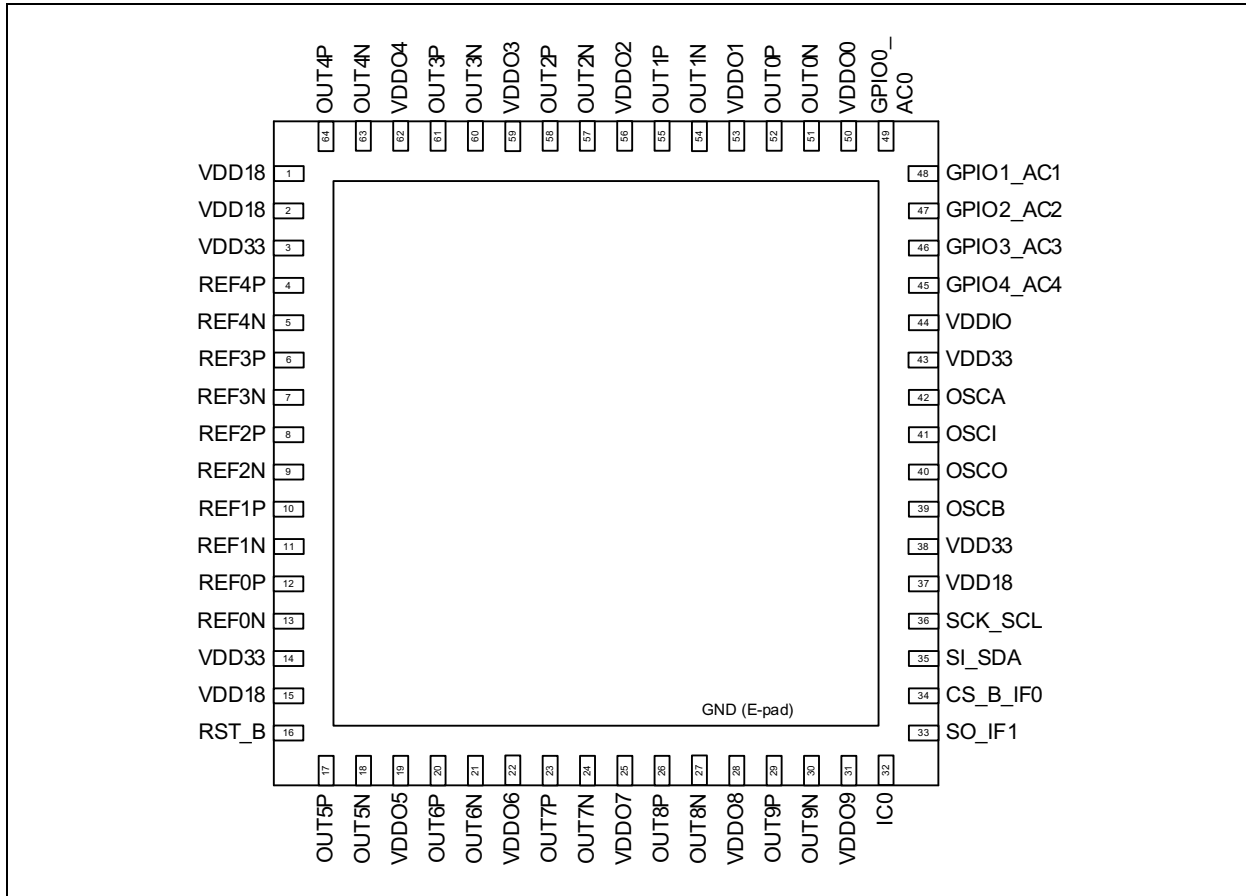 OUT4P
OUT4N
VDDO4
OUT3P
OUT3N
VDDO3
OUT2P
OUT2N
VDDO2
OUT1P
OUT1N
VDDO1
OUT0P
OUT0N
VDDO0
GPIO0_
AC0
64
63
62
61
60
59
58
57
56
55
54
53
52
51
50
49
VDD18 1
VDD18 2
VDD33 3
REF4P 4
REF4N 5
REF3P 6
REF3N 7
REF2P 8
REF2N 9
REF1P 10
REF1N 11
REF0P 12
REF0N 13
VDD33 14
VDD18 15
RST_B 16
48 GPIO1_AC1
47 GPIO2_AC2
46 GPIO3_AC3
45 GPIO4_AC4
44 VDDIO
43 VDD33
42 OSCA
41 OSCI
40 OSCO
39 OSCB
38 VDD33
37 VDD18
36 SCK_SCL
35 SI_SDA
34 CS_B_IF0
33 SO_IF1
GND (E-pad)
17
18
19
20
21
22
23
24
25
26
27
28
29
30
31
32
OUT5P
OUT5N
VDDO5
OUT6P
OUT6N
VDDO6
OUT7P
OUT7N
VDDO7
OUT8P
OUT8N
VDDO8
OUT9P
OUT9N
VDDO9
IC0